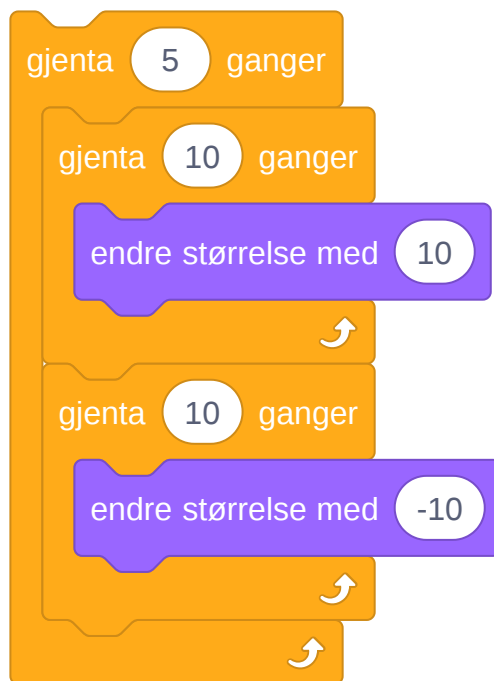 gjenta 5 ganger
gjenta 10 ganger
endre størrelse med 10
gjenta 10 ganger
endre størrelse med -10